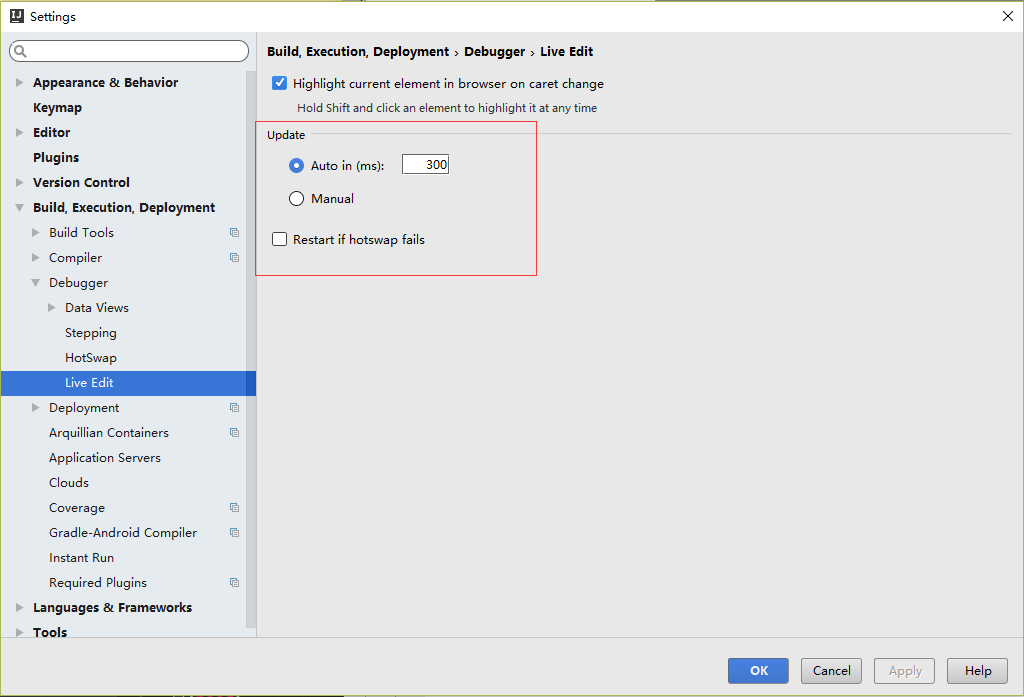 Settings
Appearance & Behavior
Keymap
Editor
Plugins
Version Control
Build, Execution, Deployment
Build Tools
Compiler
Debugger
Data Views
Stepping
HotSwap
Live Edit
Deployment
Arquillian Containers
Application Servers
Clouds
Coverage
Gradle-Android Compiler
Instant Run
Required Plugins
Languages & Frameworks
Tools
Build, Execution, Deployment › Debugger › Live Edit
Highlight current element in browser on caret change
Hold Shift and click an element to highlight it at any time
Update
Auto in (ms): 300
Manual
Restart if hotswap fails
OK Cancel Apply Help